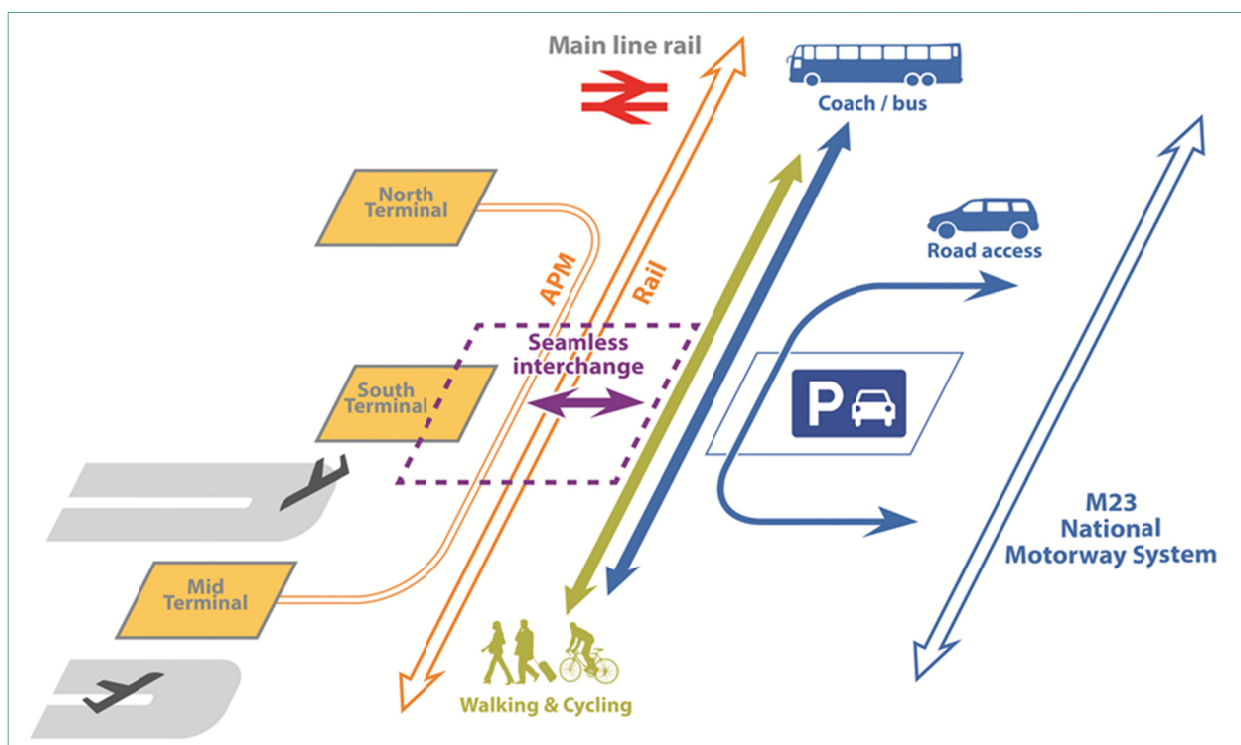 Main line rail
Coach / bus
North
Terminal
Road access
APM
Rail
Seamless
interchange
South
Terminal
P
M23
National
Motorway System
Mid
Terminal
Walking & Cycling